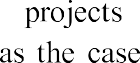 projects
as the case